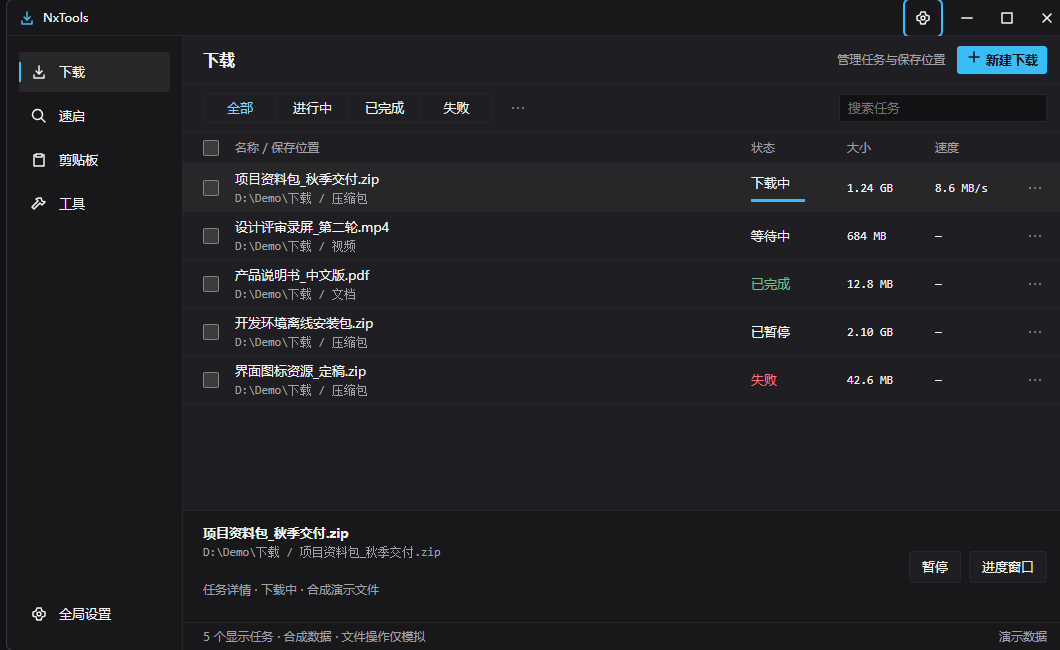 NxTools
下载
速启
剪贴板
工具
全局设置
下载
管理任务与保存位置
+ 新建下载
全部 进行中 已完成 失败 ···
搜索任务
名称 / 保存位置 状态 大小 速度
项目资料包_秋季交付.zip
D:\Demo\下载 / 压缩包
下载中 1.24 GB 8.6 MB/s ···
设计评审录屏_第二轮.mp4
D:\Demo\下载 / 视频
等待中 684 MB — ···
产品说明书_中文版.pdf
D:\Demo\下载 / 文档
已完成 12.8 MB — ···
开发环境离线安装包.zip
D:\Demo\下载 / 压缩包
已暂停 2.10 GB — ···
界面图标资源_定稿.zip
D:\Demo\下载 / 压缩包
失败 42.6 MB — ···
项目资料包_秋季交付.zip
D:\Demo\下载 / 项目资料包_秋季交付.zip
任务详情 · 下载中 · 合成演示文件
暂停 进度窗口
5 个显示任务 · 合成数据 · 文件操作仅模拟
演示数据